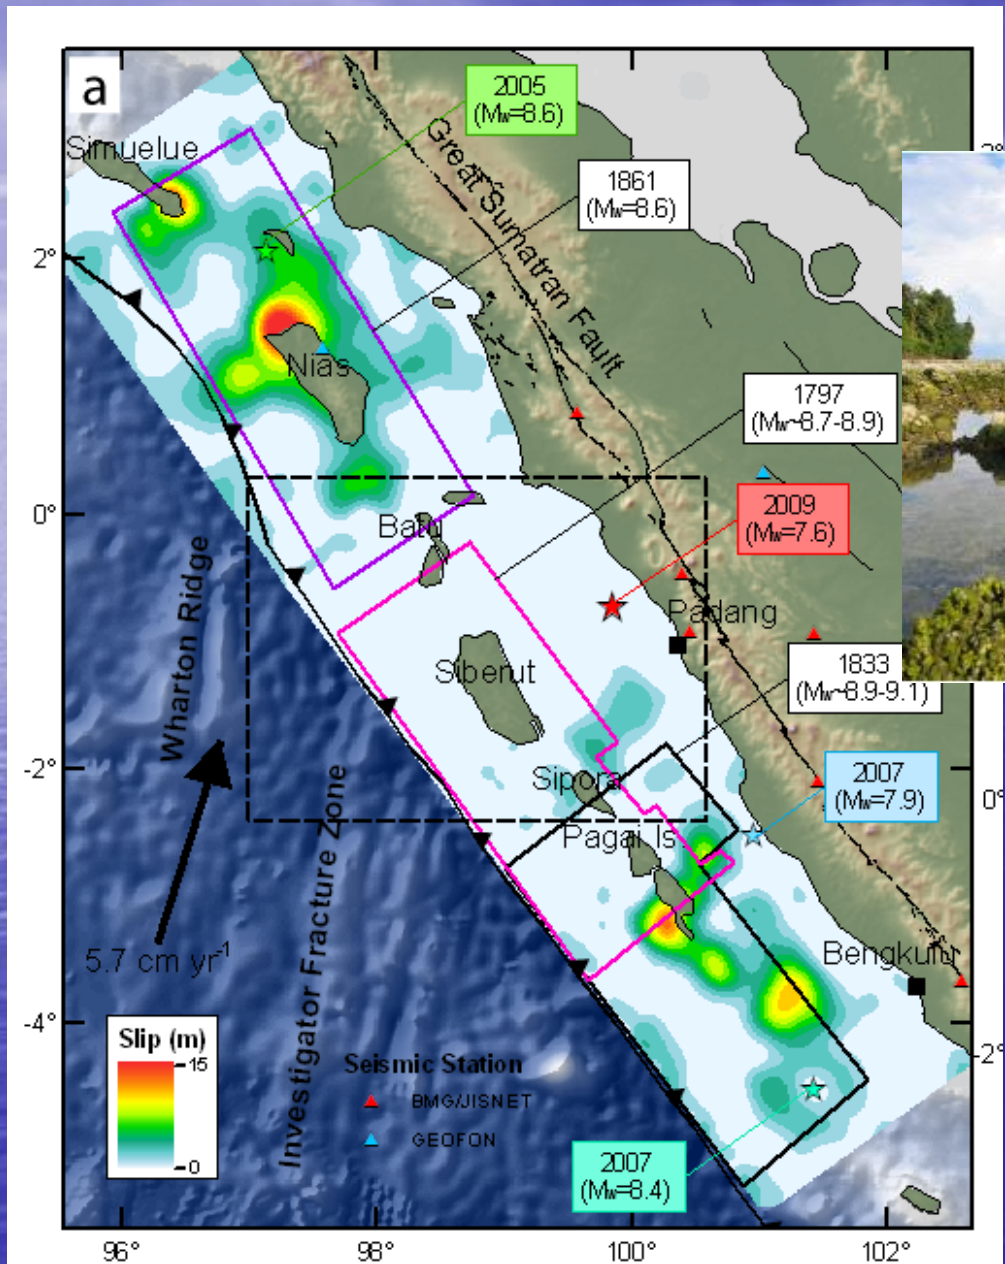 a
2005
(Mw=8.6)
Simuelue
Great Sumatran Fault
1861
(Mw=8.6)
2°
Nias
1797
(Mw~8.7-8.9)
0°
Batu
2009
(Mw=7.6)
Wharton Ridge
Padang
Siberut
1833
(Mw~8.9-9.1)
-2°
Sipora
2007
(Mw=7.9)
0°
Pagai Is.
5.7 cm yr-1
Investigator Fracture Zone
Bengkulu
-4°
Slip (m)
15
0
Seismic Station
BMG/JISNET
GEOFON
-2°
2007
(Mw=8.4)
96°
98°
100°
102°